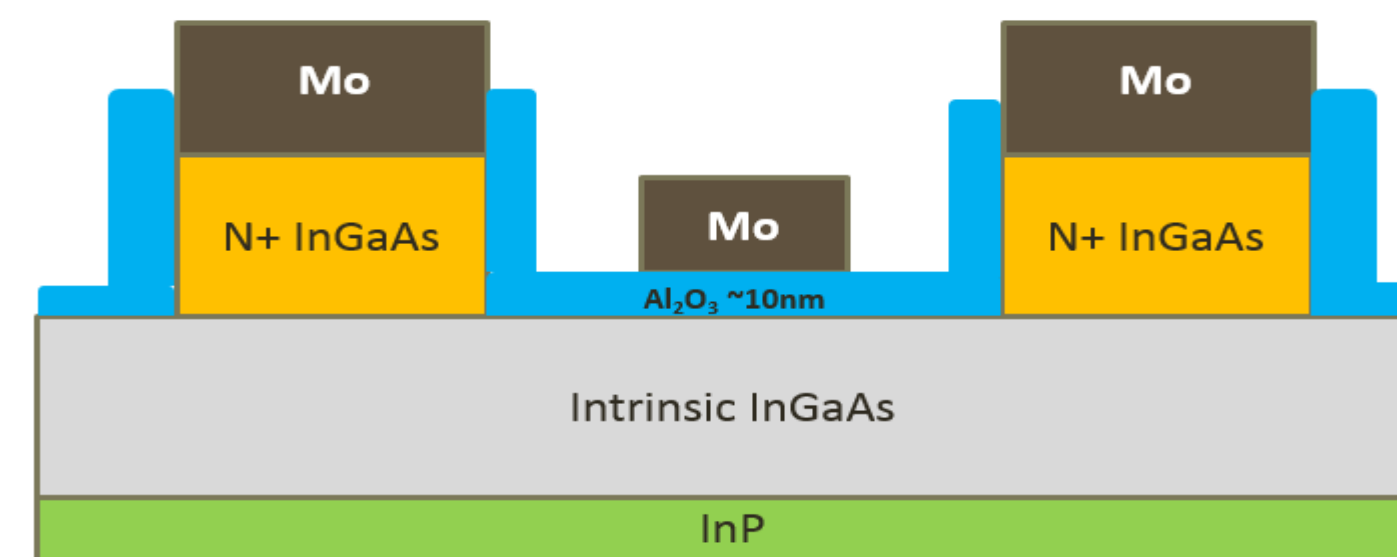 Mo
Mo
N+ InGaAs
Mo
N+ InGaAs
Al₂O₃ ~10nm
Intrinsic InGaAs
InP